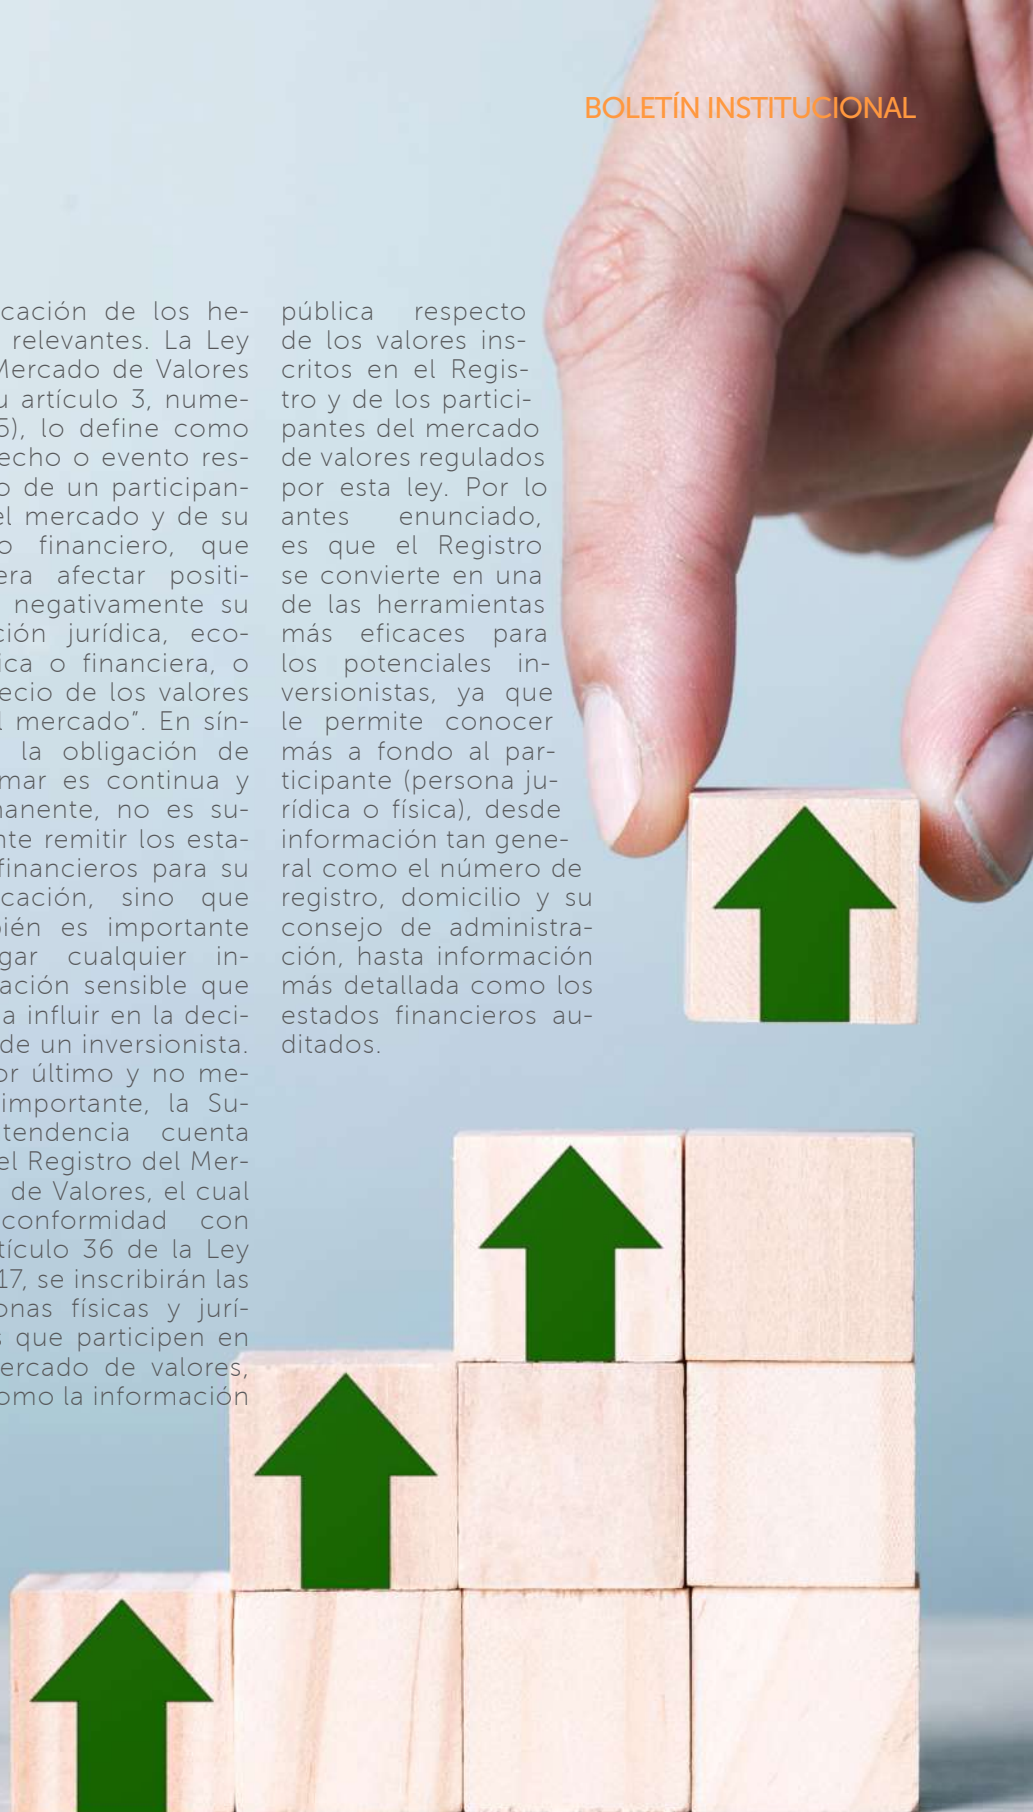 BOLETÍN INSTITUCIONAL
cación de los he-
relevantes. La Ley
Mercado de Valores
artículo 3, nume-
5), lo define como
echo o evento res-
o de un participan-
el mercado y de su
o financiero, que
era afectar positi-
negativamente su
ción jurídica, eco-
ica o financiera, o
ecio de los valores
l mercado”. En sín-
la obligación de
mar es continua y
manente, no es su-
nte remitir los esta-
financieros para su
cación, sino que
bién es importante
gar cualquier in-
ación sensible que
a influir en la deci-
de un inversionista.
or último y no me-
importante, la Su-
tendencia cuenta
el Registro del Mer-
de Valores, el cual
conformidad con
tículo 36 de la Ley
17, se inscribirán las
onas físicas y jurí-
s que participen en
ercado de valores,
omo la información
pública respecto
de los valores ins-
critos en el Regis-
tro y de los partici-
pantes del mercado
de valores regulados
por esta ley. Por lo
antes enunciado,
es que el Registro
se convierte en una
de las herramientas
más eficaces para
los potenciales in-
versionistas, ya que
le permite conocer
más a fondo al par-
ticipante (persona ju-
rídica o física), desde
información tan gene-
ral como el número de
registro, domicilio y su
consejo de administra-
ción, hasta información
más detallada como los
estados financieros au-
ditados.